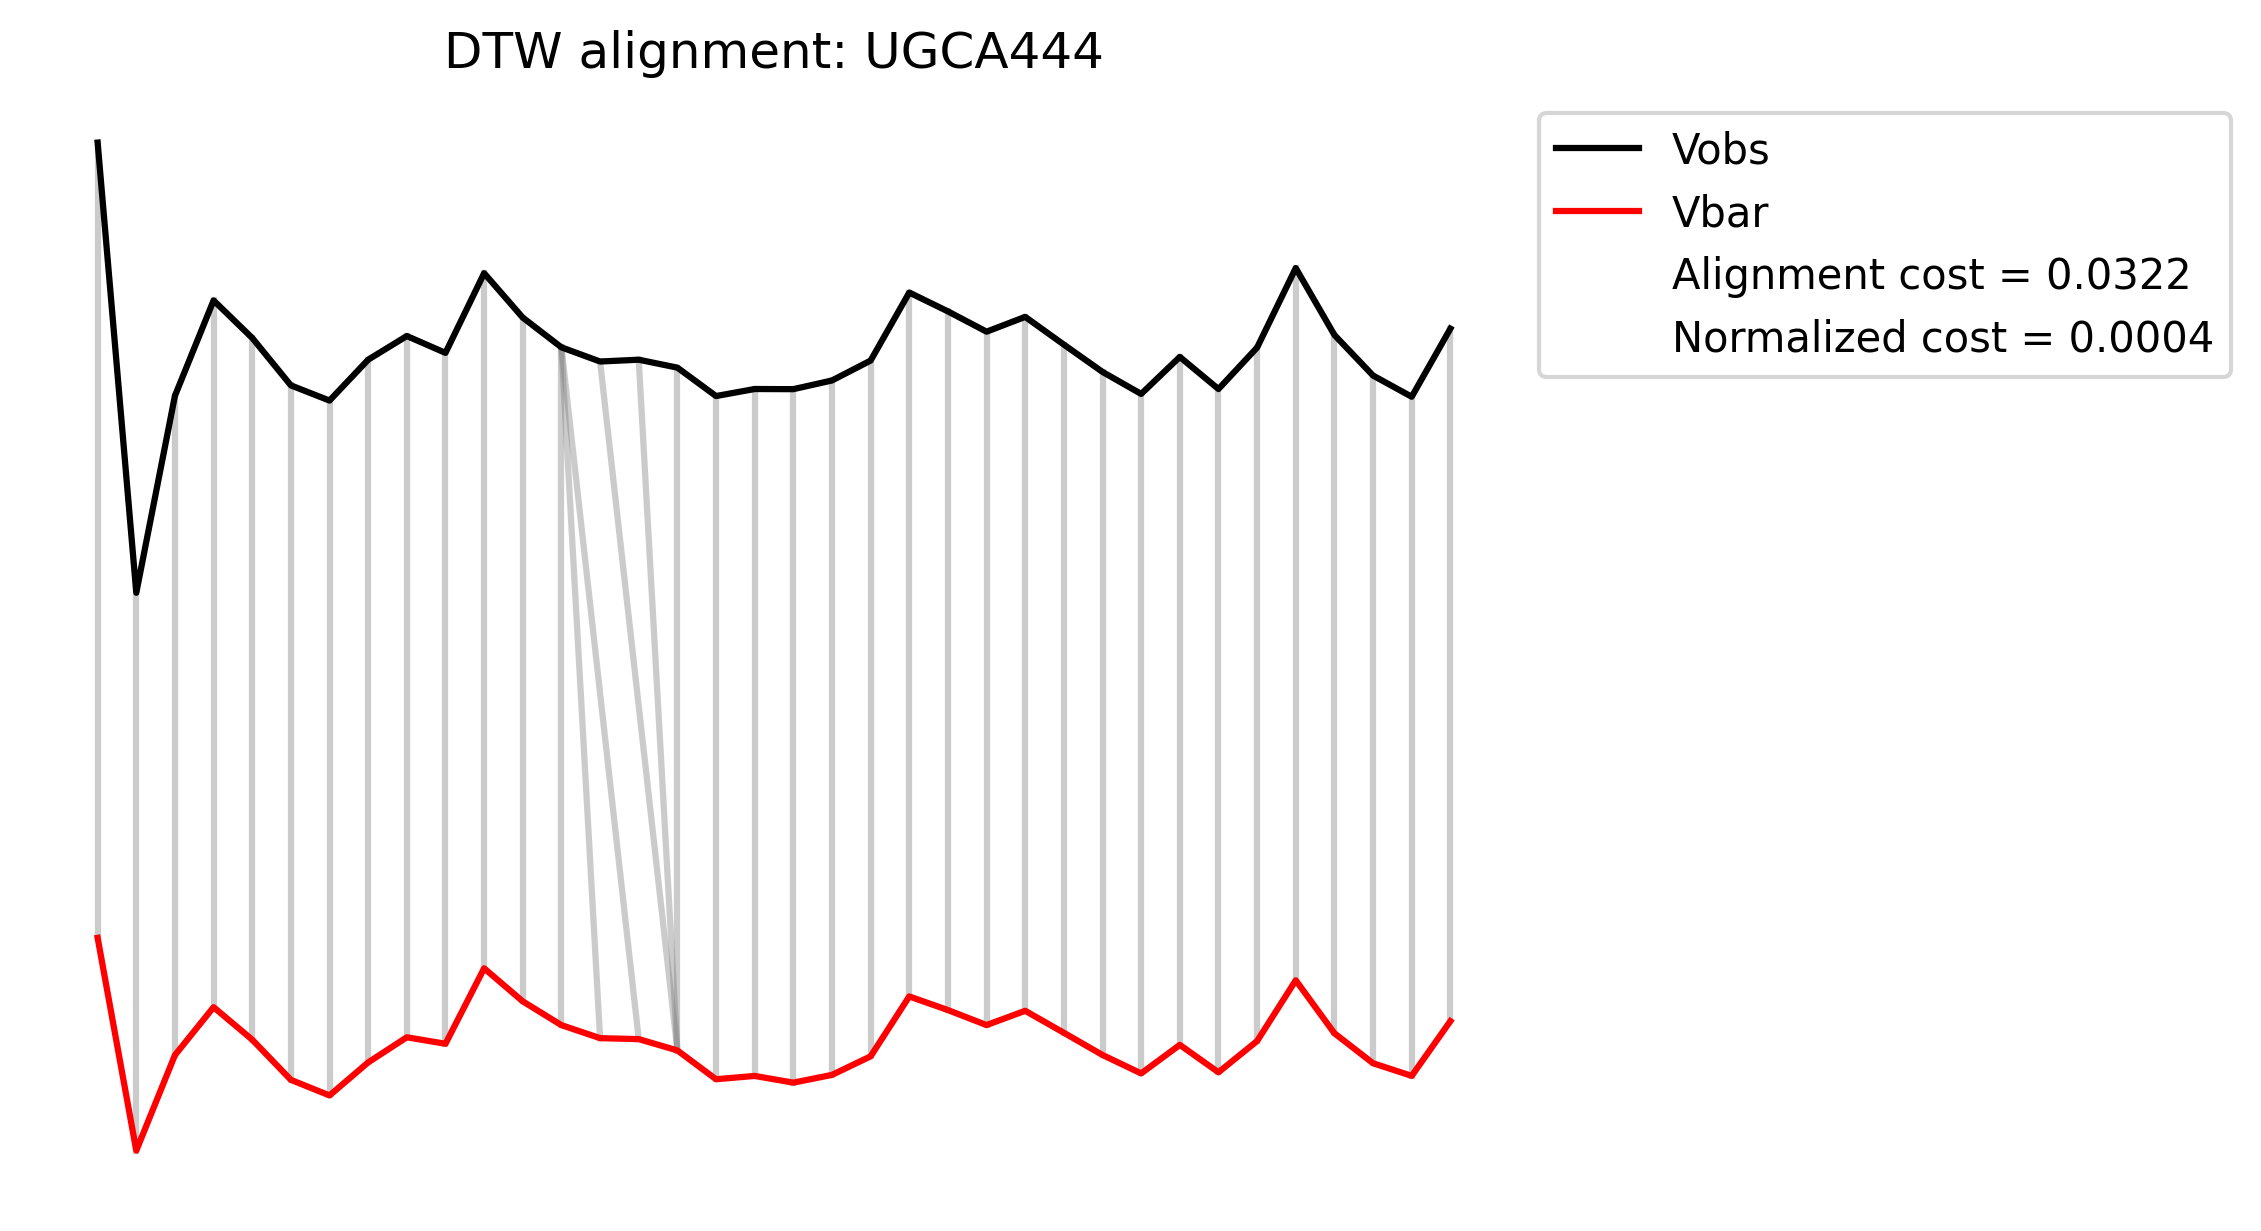 DTW alignment: UGCA444
Vobs
Vbar
Alignment cost = 0.0322
Normalized cost = 0.0004